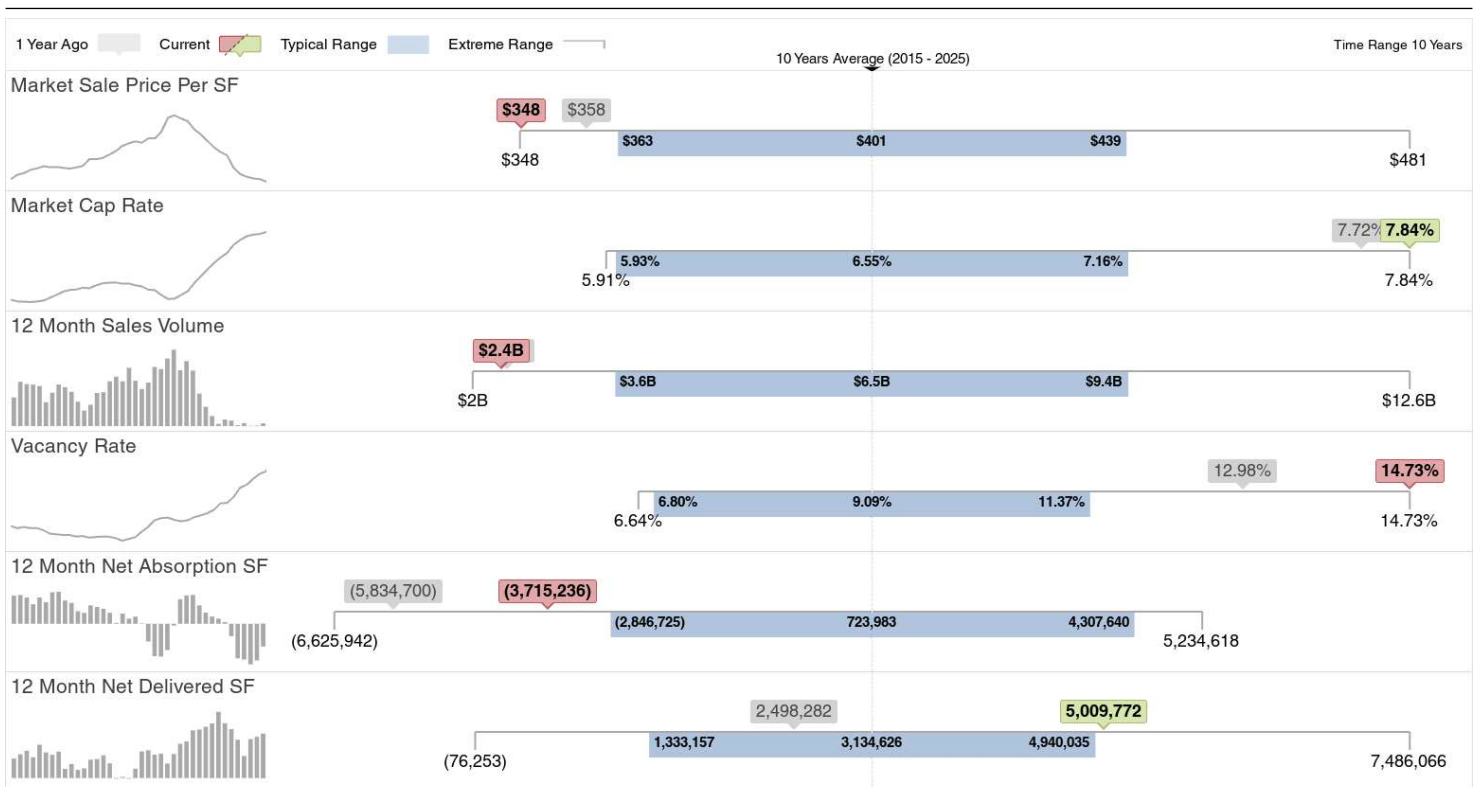 1 Year Ago Current Typical Range Extreme Range Time Range 10 Years
10 Years Average (2015 - 2025)
Market Sale Price Per SF
$348 $358
$363 $401 $439
$348 $481
Market Cap Rate
7.72% 7.84%
5.93% 6.55% 7.16%
5.91% 7.84%
12 Month Sales Volume
$2.4B
$3.6B $6.5B $9.4B
$2B $12.6B
Vacancy Rate
12.98% 14.73%
6.80% 9.09% 11.37%
6.64% 14.73%
12 Month Net Absorption SF
(5,834,700) (3,715,236)
(2,846,725) 723,983 4,307,640
(6,625,942) 5,234,618
12 Month Net Delivered SF
2,498,282 5,009,772
1,333,157 3,134,626 4,940,035
(76,253) 7,486,066